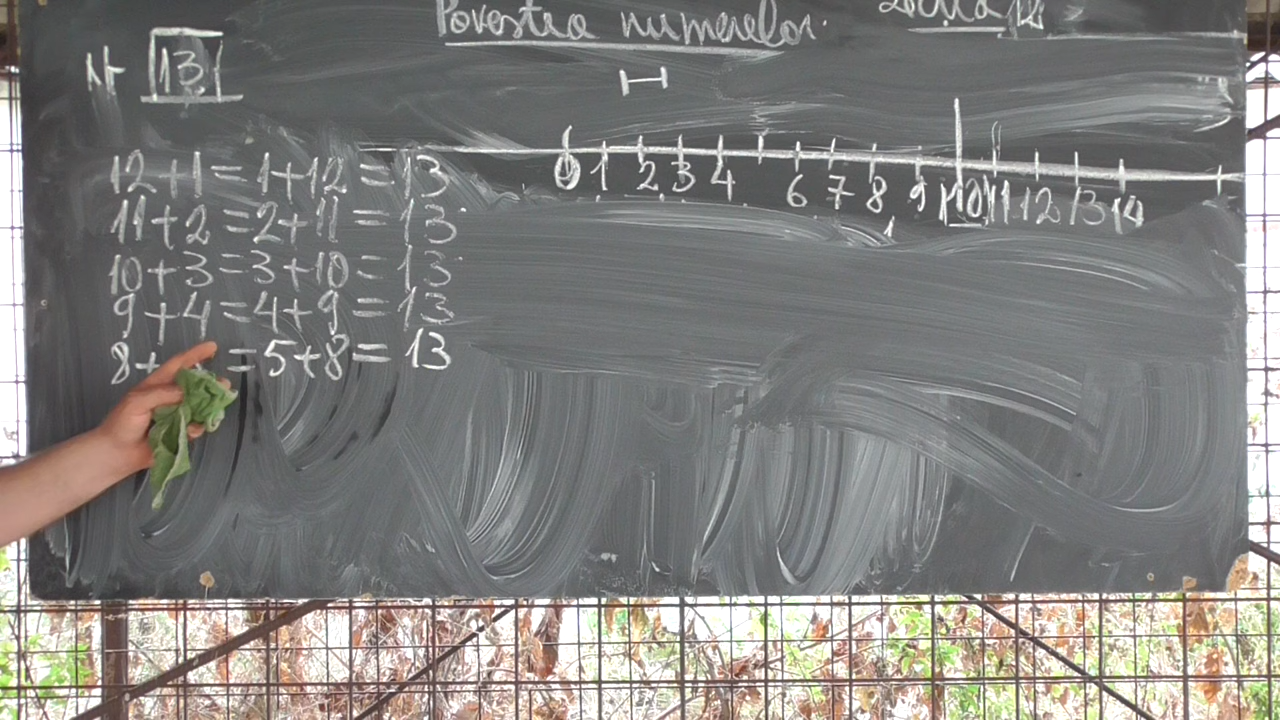 Povestea numerelor.
Nr 13
0 1 2 3 4 6 7 8 9 10 11 12 13 14
12+1=1+12=13
11+2=2+11=13
10+3=3+10=13
9+4=4+9=13
8+ =5+8=13